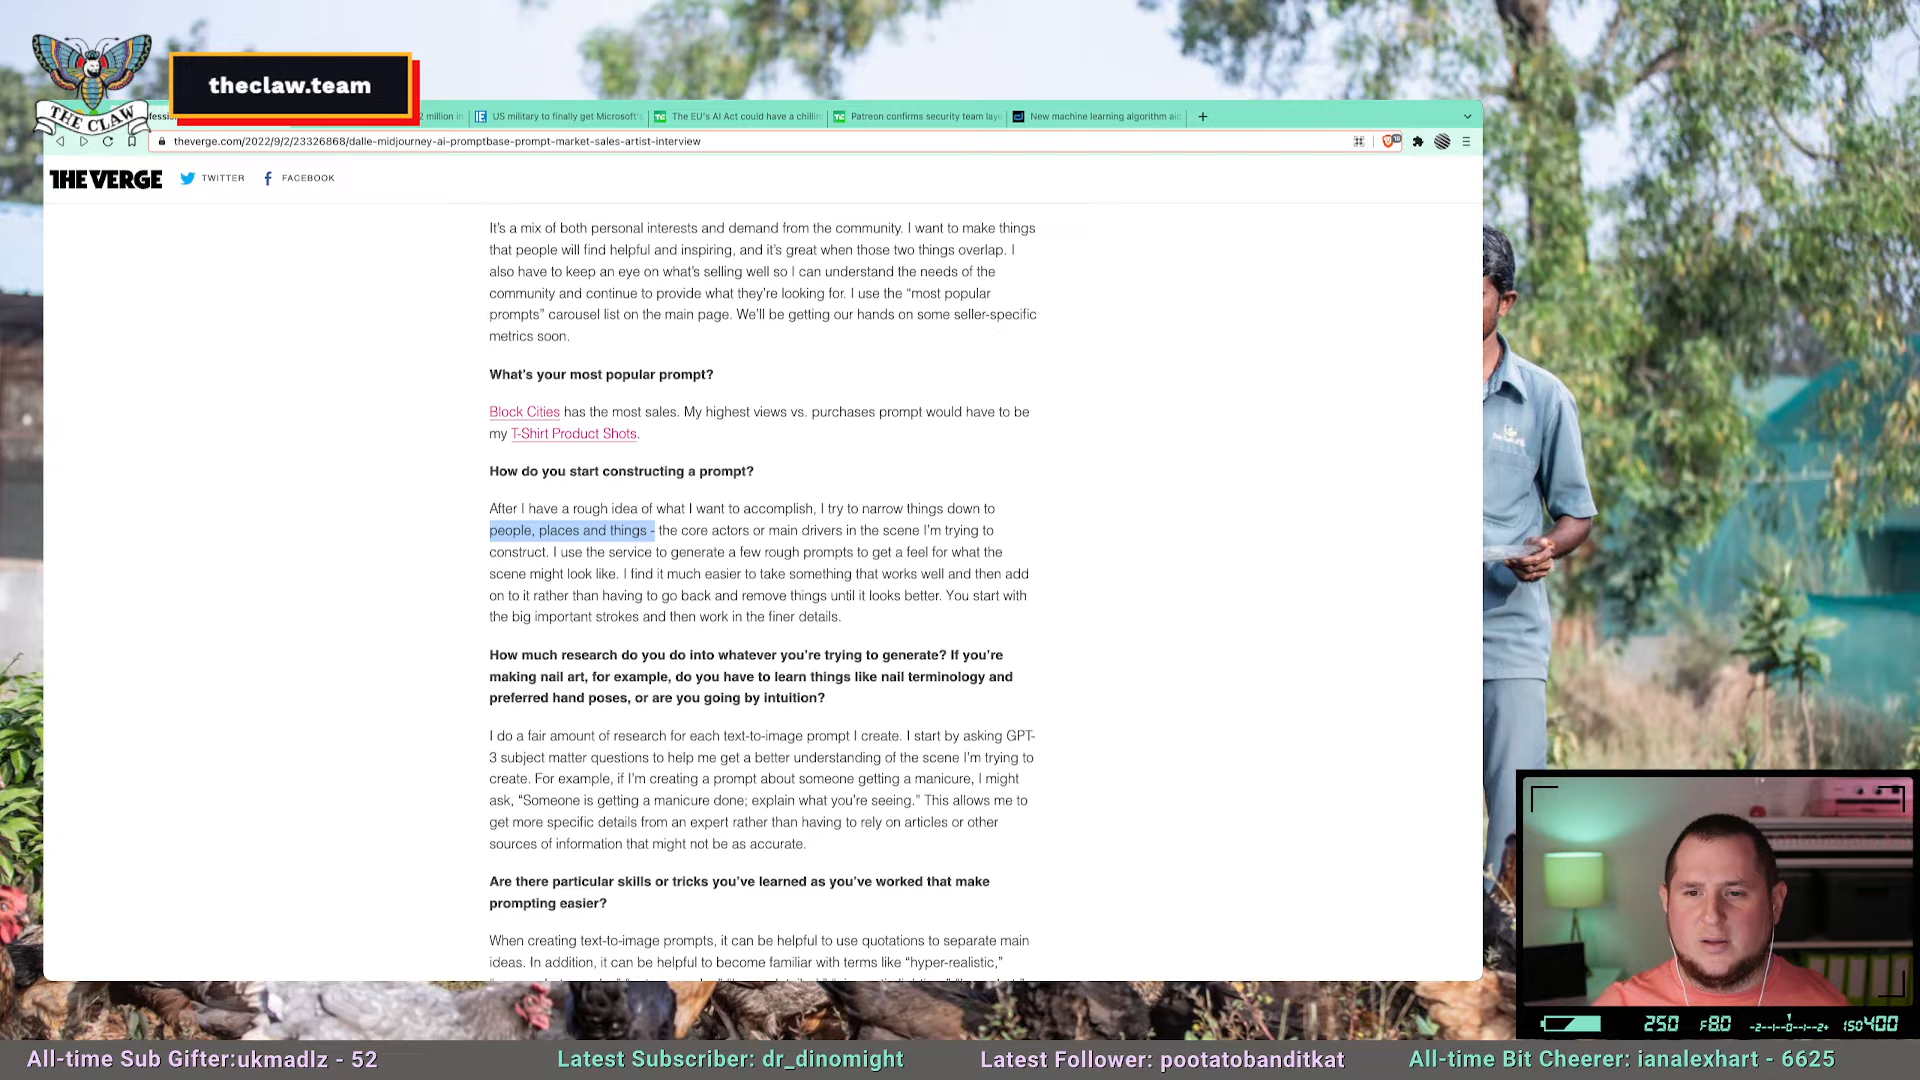 theclaw.team
THE CLAW
fession
2 million in
US military to finally get Microsoft's
The EU's AI Act could have a chillin
Patreon confirms security team laye
New machine learning algorithm aid
theverge.com/2022/9/2/23326868/dalle-midjourney-ai-promptbase-prompt-market-sales-artist-interview
THE VERGE
TWITTER
FACEBOOK
It's a mix of both personal interests and demand from the community. I want to make things
that people will find helpful and inspiring, and it's great when those two things overlap. I
also have to keep an eye on what's selling well so I can understand the needs of the
community and continue to provide what they're looking for. I use the “most popular
prompts” carousel list on the main page. We'll be getting our hands on some seller-specific
metrics soon.
What's your most popular prompt?
Block Cities has the most sales. My highest views vs. purchases prompt would have to be
my T-Shirt Product Shots.
How do you start constructing a prompt?
After I have a rough idea of what I want to accomplish, I try to narrow things down to
people, places and things - the core actors or main drivers in the scene I'm trying to
construct. I use the service to generate a few rough prompts to get a feel for what the
scene might look like. I find it much easier to take something that works well and then add
on to it rather than having to go back and remove things until it looks better. You start with
the big important strokes and then work in the finer details.
How much research do you do into whatever you're trying to generate? If you're
making nail art, for example, do you have to learn things like nail terminology and
preferred hand poses, or are you going by intuition?
I do a fair amount of research for each text-to-image prompt I create. I start by asking GPT-
3 subject matter questions to help me get a better understanding of the scene I'm trying to
create. For example, if I'm creating a prompt about someone getting a manicure, I might
ask, “Someone is getting a manicure done; explain what you're seeing.” This allows me to
get more specific details from an expert rather than having to rely on articles or other
sources of information that might not be as accurate.
Are there particular skills or tricks you've learned as you've worked that make
prompting easier?
When creating text-to-image prompts, it can be helpful to use quotations to separate main
ideas. In addition, it can be helpful to become familiar with terms like “hyper-realistic,”
250 F8.0 -2--1--0--1--2+ ISO400
All-time Sub Gifter:ukmadlz - 52
Latest Subscriber: dr_dinomight
Latest Follower: pootatobanditkat
All-time Bit Cheerer: ianalexhart - 6625